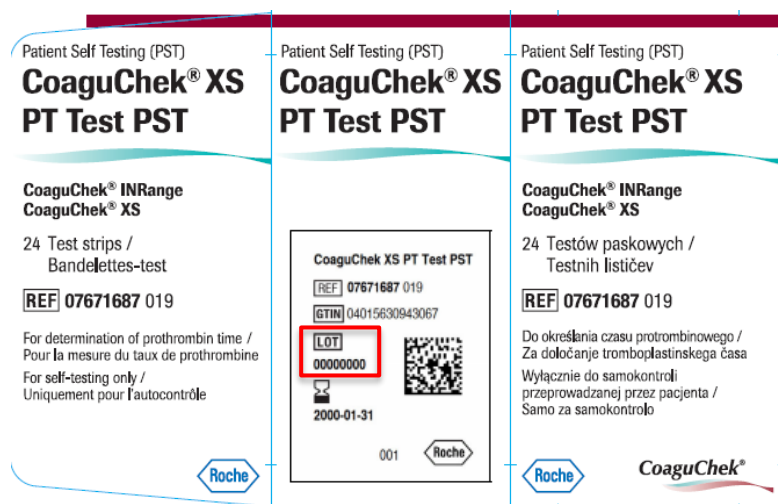 Patient Self Testing (PST)
CoaguChek® XS
PT Test PST
CoaguChek® INRange
CoaguChek® XS
24 Test strips /
Bandelettes-test
REF 07671687 019
For determination of prothrombin time /
Pour la mesure du taux de prothrombine
For self-testing only /
Uniquement pour l'autocontrôle
Roche
Patient Self Testing (PST)
CoaguChek® XS
PT Test PST
CoaguChek XS PT Test PST
REF 07671687 019
GTIN 04015630943067
LOT
00000000
2000-01-31
001 Roche
Patient Self Testing (PST)
CoaguChek® XS
PT Test PST
CoaguChek® INRange
CoaguChek® XS
24 Testów paskowych /
Testnih lističev
REF 07671687 019
Do określania czasu protrombinowego /
Za določanje tromboplastinskega časa
Wyłącznie do samokontroli
przeprowadzanej przez pacjenta /
Samo za samokontrolo
Roche CoaguChek®